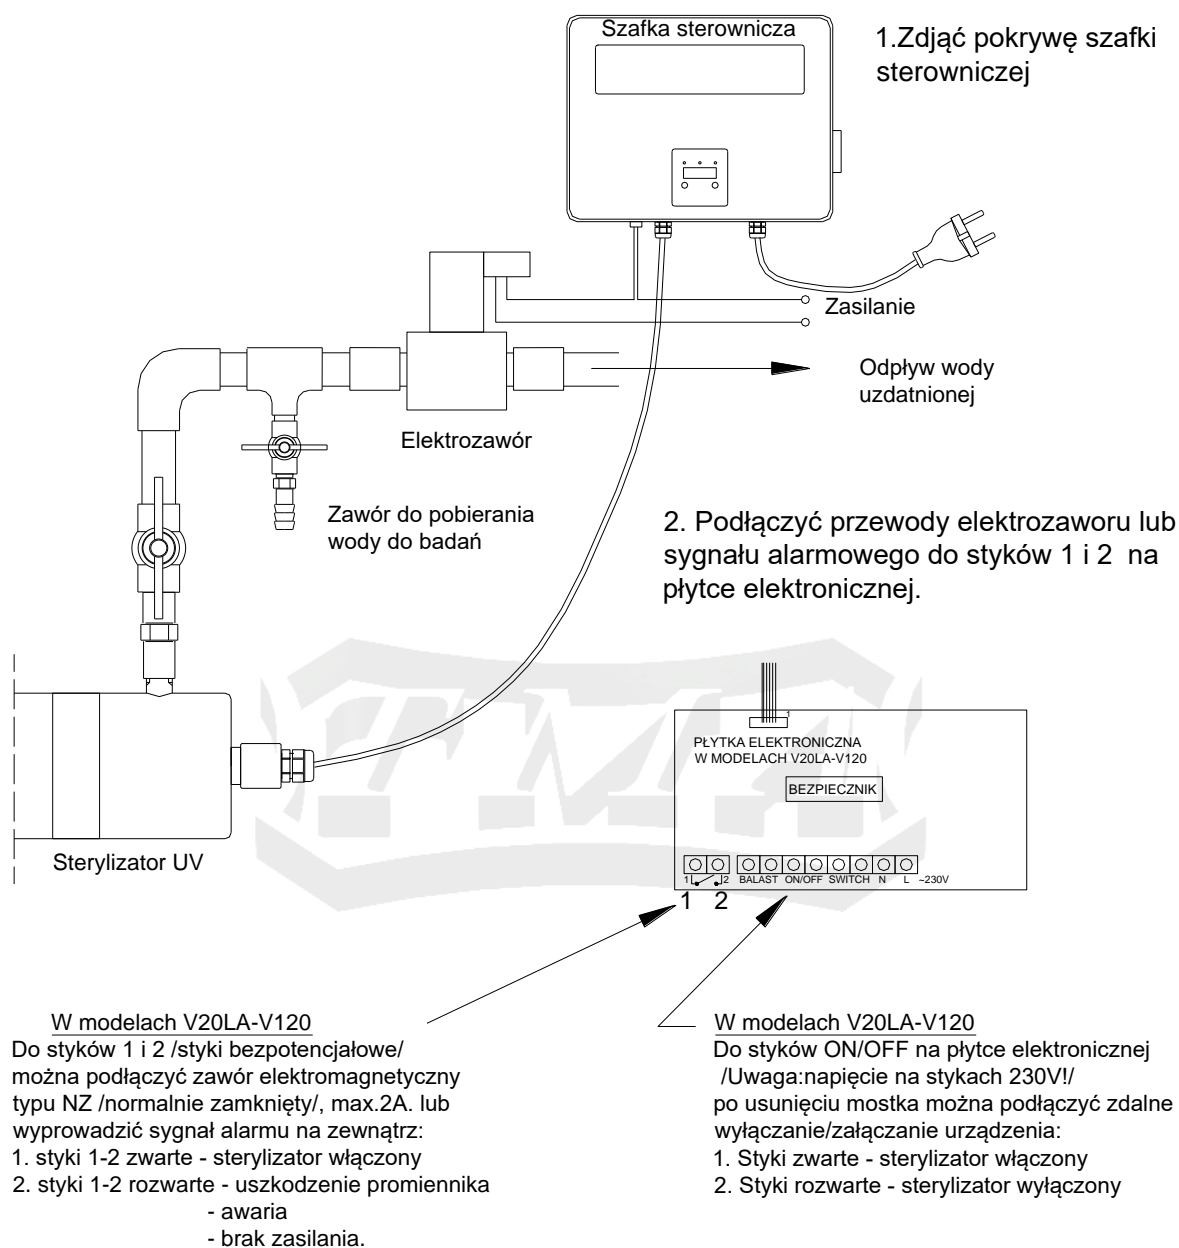 Szafka sterownicza
1.Zdjąć pokrywę szafki
sterowniczej
Zasilanie
Odpływ wody
uzdatnionej
Elektrozawór
Zawór do pobierania
wody do badań
2. Podłączyć przewody elektrozaworu lub
sygnału alarmowego do styków 1 i 2 na
płytce elektronicznej.
TMA
Sterylizator UV
1
PŁYTKA ELEKTRONICZNA
W MODELACH V20LA-V120
BEZPIECZNIK
1 2 BALAST ON/OFF SWITCH N L ~230V
1 2
W modelach V20LA-V120
Do styków 1 i 2 /styki bezpotencjałowe/
można podłączyć zawór elektromagnetyczny
typu NZ /normalnie zamknięty/, max.2A. lub
wyprowadzić sygnał alarmu na zewnątrz:
1. styki 1-2 zwarte - sterylizator włączony
2. styki 1-2 rozwarte - uszkodzenie promiennika
- awaria
- brak zasilania.
W modelach V20LA-V120
Do styków ON/OFF na płytce elektronicznej
/Uwaga:napięcie na stykach 230V!/
po usunięciu mostka można podłączyć zdalne
wyłączanie/załączanie urządzenia:
1. Styki zwarte - sterylizator włączony
2. Styki rozwarte - sterylizator wyłączony